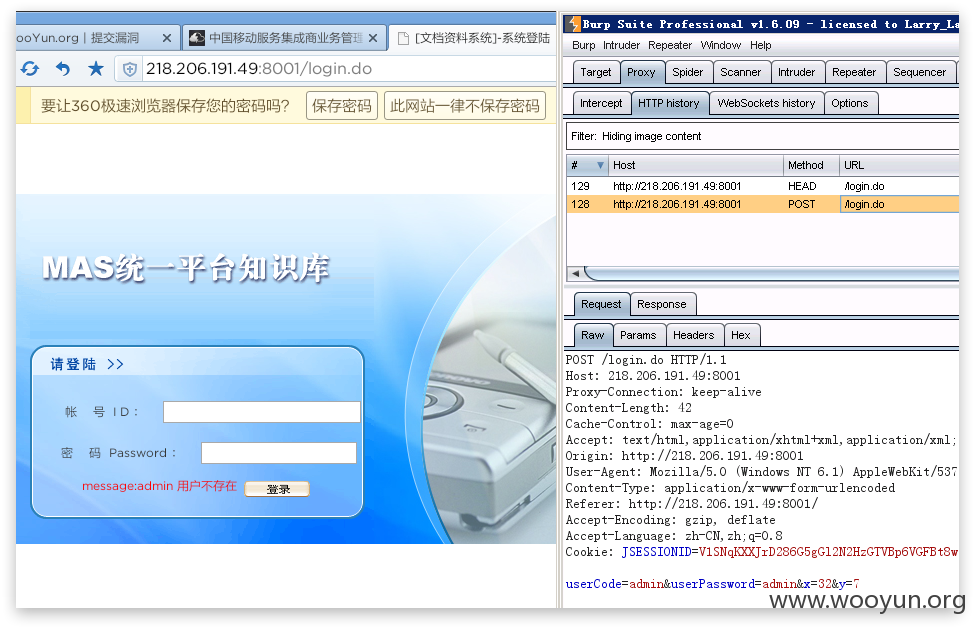 ooYun.org | 提交漏洞
中国移动服务集成商业务管理
[文档资料系统]-系统登陆
218.206.191.49:8001/login.do
要让360极速浏览器保存您的密码吗?
保存密码
此网站一律不保存密码
MAS统一平台知识库
请登陆 >>
帐 号 ID：
密 码 Password：
message:admin 用户不存在
登录
Burp Suite Professional v1.6.09 - licensed to Larry_La
Burp Intruder Repeater Window Help
Target Proxy Spider Scanner Intruder Repeater Sequencer
Intercept HTTP history WebSockets history Options
Filter: Hiding image content
# Host Method URL
129 http://218.206.191.49:8001 HEAD /login.do
128 http://218.206.191.49:8001 POST /login.do
Request Response
Raw Params Headers Hex
POST /login.do HTTP/1.1
Host: 218.206.191.49:8001
Proxy-Connection: keep-alive
Content-Length: 42
Cache-Control: max-age=0
Accept: text/html,application/xhtml+xml,application/xml;
Origin: http://218.206.191.49:8001
User-Agent: Mozilla/5.0 (Windows NT 6.1) AppleWebKit/537
Content-Type: application/x-www-form-urlencoded
Referer: http://218.206.191.49:8001/
Accept-Encoding: gzip, deflate
Accept-Language: zh-CN,zh;q=0.8
Cookie: JSESSIONID=V1SNqKXXJrD286G5gGl2N2HzGTVBp6VGFBt8w
userCode=admin&userPassword=admin&x=32&y=7
www.wooyun.org